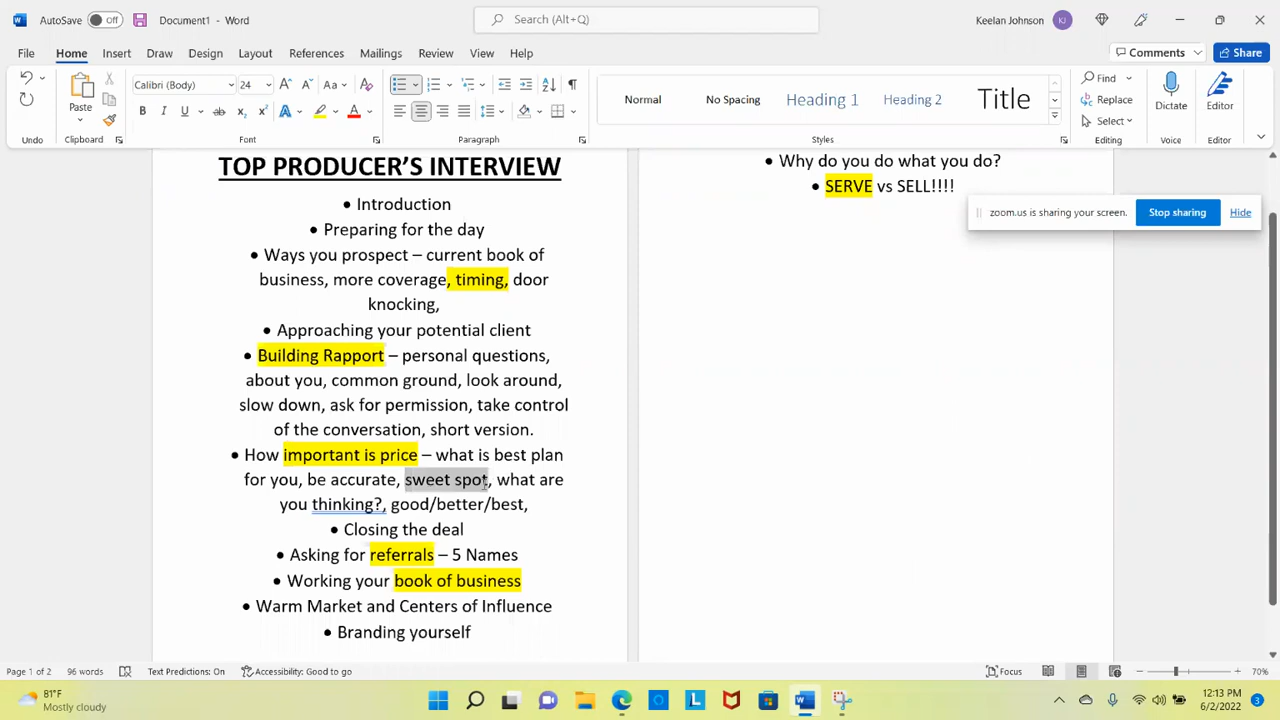 AutoSave Off Document1 - Word Search (Alt+Q) Keelan Johnson KJ
File Home Insert Draw Design Layout References Mailings Review View Help Comments Share
Calibri (Body) 24 Find
Paste Normal No Spacing Heading 1 Heading 2 Title Replace Dictate Editor
Select
Undo Clipboard Font Paragraph Styles Editing Voice Editor
TOP PRODUCER’S INTERVIEW
• Introduction
• Preparing for the day
• Ways you prospect – current book of
business, more coverage, timing, door
knocking,
• Approaching your potential client
• Building Rapport – personal questions,
about you, common ground, look around,
slow down, ask for permission, take control
of the conversation, short version.
• How important is price – what is best plan
for you, be accurate, sweet spot, what are
you thinking?, good/better/best,
• Closing the deal
• Asking for referrals – 5 Names
• Working your book of business
• Warm Market and Centers of Influence
• Branding yourself
• Why do you do what you do?
• SERVE vs SELL!!!!
zoom.us is sharing your screen. Stop sharing Hide
Page 1 of 2 96 words Text Predictions: On Accessibility: Good to go Focus 70%
81°F
Mostly cloudy
12:13 PM
6/2/2022 3